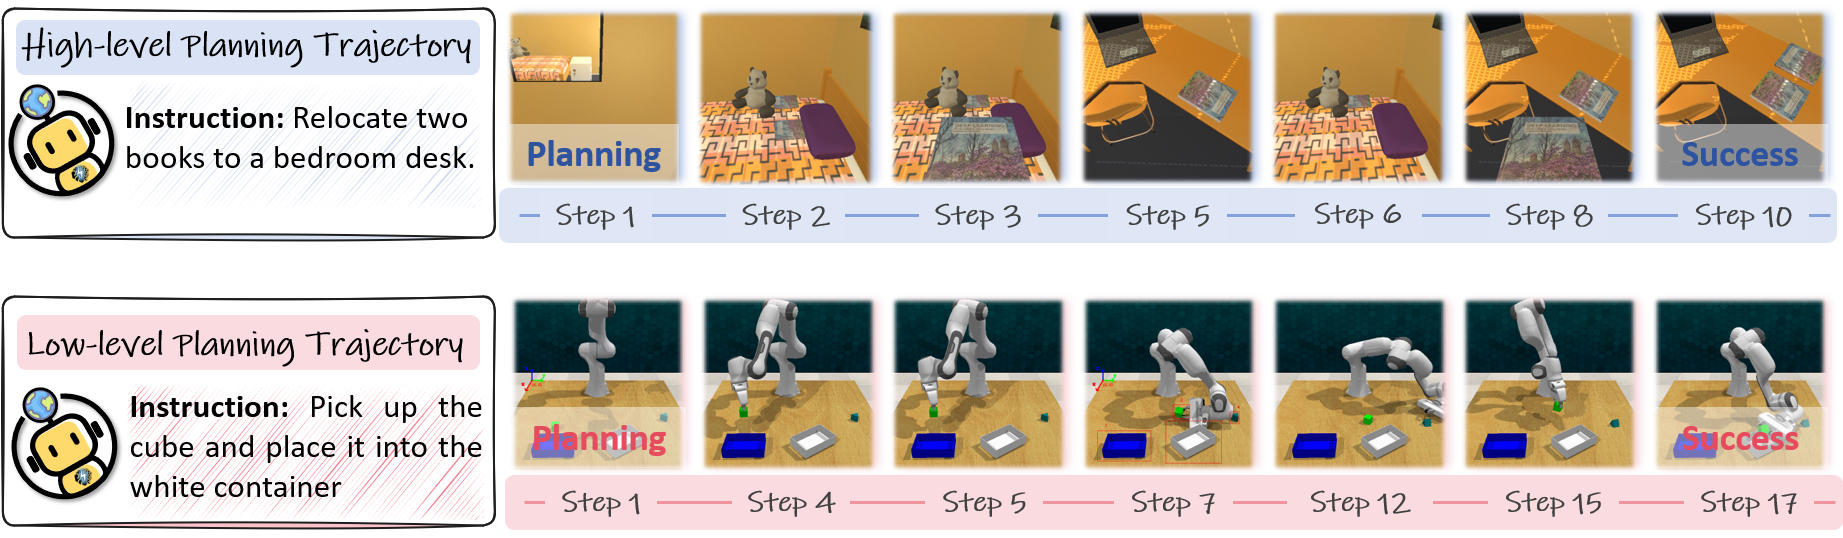 High-level Planning Trajectory
Instruction: Relocate two
books to a bedroom desk.
Planning
DEEP LEARNING
Success
Step 1
Step 2
Step 3
Step 5
Step 6
Step 8
Step 10
Low-level Planning Trajectory
Instruction: Pick up the
cube and place it into the
white container
Planning
Success
Step 1
Step 4
Step 5
Step 7
Step 12
Step 15
Step 17